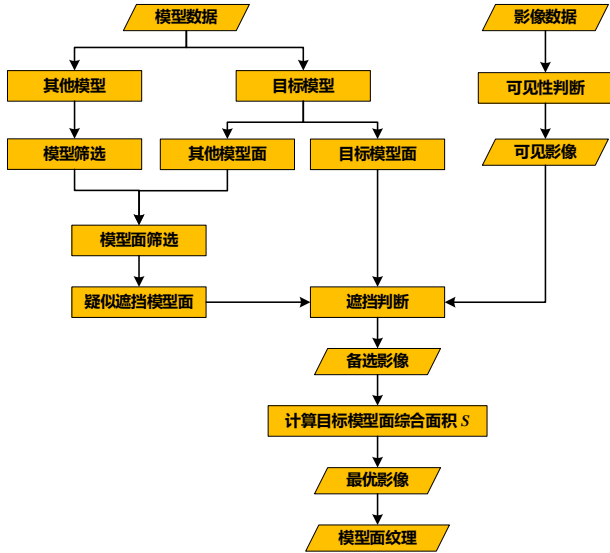 模型数据
影像数据
其他模型
目标模型
可见性判断
模型筛选
其他模型面
目标模型面
可见影像
模型面筛选
疑似遮挡模型面
遮挡判断
备选影像
计算目标模型面综合面积 S
最优影像
模型面纹理